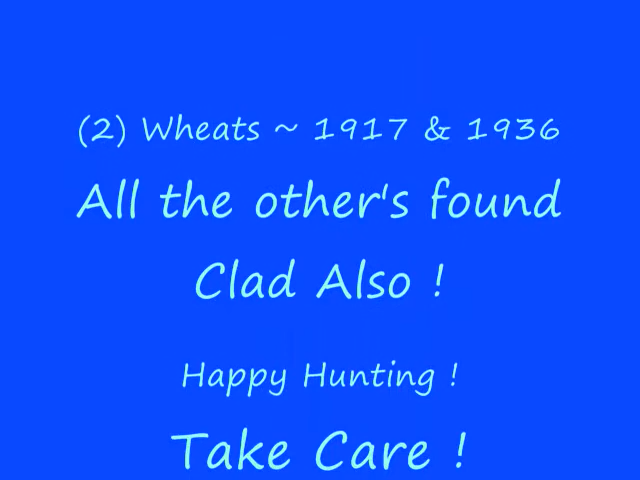 (2) Wheats ~ 1917 & 1936
All the other's found
Clad Also !
Happy Hunting !
Take Care !